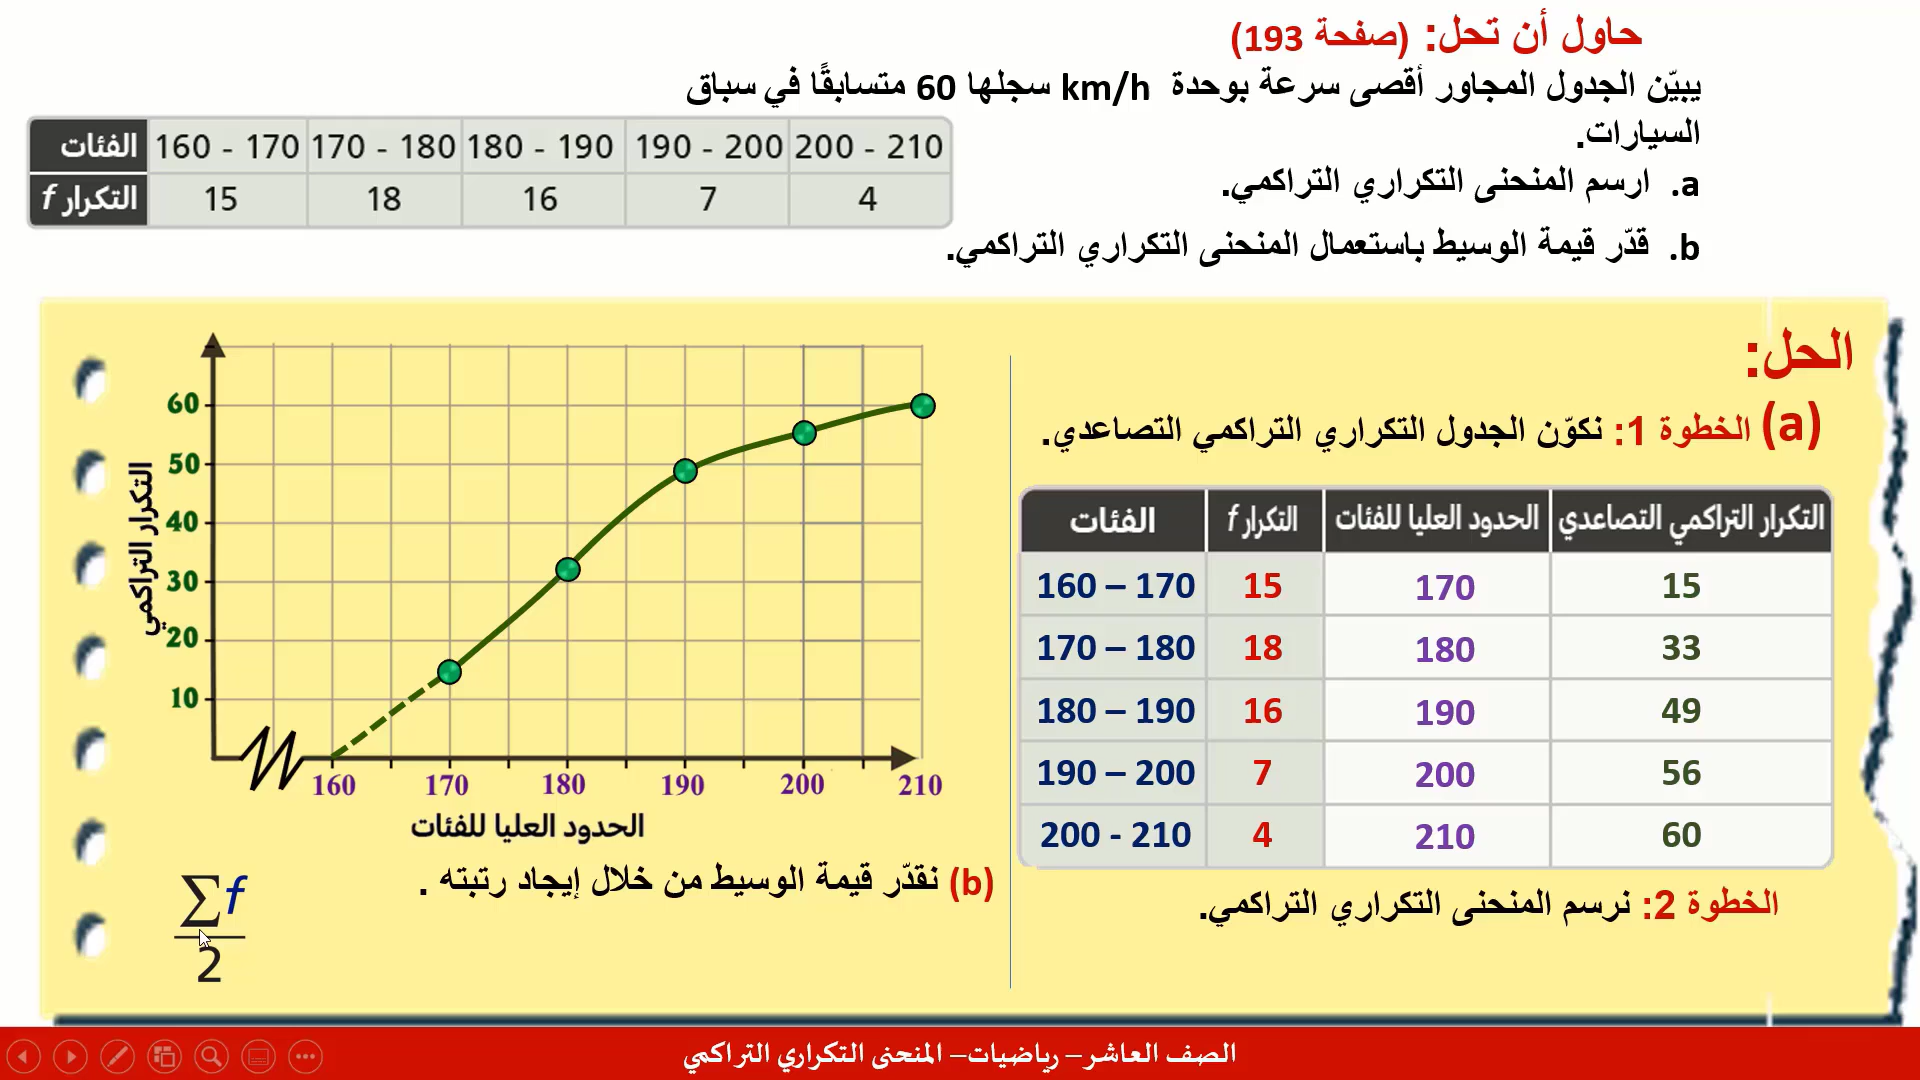 حاول أن تحل: (صفحة 193)
يبيّن الجدول المجاور أقصى سرعة بوحدة km/h سجلها 60 متسابقًا في سباق
السيارات.
a. ارسم المنحنى التكراري التراكمي.
b. قدّر قيمة الوسيط باستعمال المنحنى التكراري التراكمي.
الفئات 160 - 170 170 - 180 180 - 190 190 - 200 200 - 210
التكرار f 15 18 16 7 4
الحل:
(a) الخطوة 1: نكوّن الجدول التكراري التراكمي التصاعدي.
الفئات التكرار f الحدود العليا للفئات التكرار التراكمي التصاعدي
160 – 170 15 170 15
170 – 180 18 180 33
180 – 190 16 190 49
190 – 200 7 200 56
200 - 210 4 210 60
الخطوة 2: نرسم المنحنى التكراري التراكمي.
التكرار التراكمي
60
50
40
30
20
10
160 170 180 190 200 210
الحدود العليا للفئات
(b) نقدّر قيمة الوسيط من خلال إيجاد رتبته .
∑f
2
الصف العاشر – رياضيات – المنحنى التكراري التراكمي